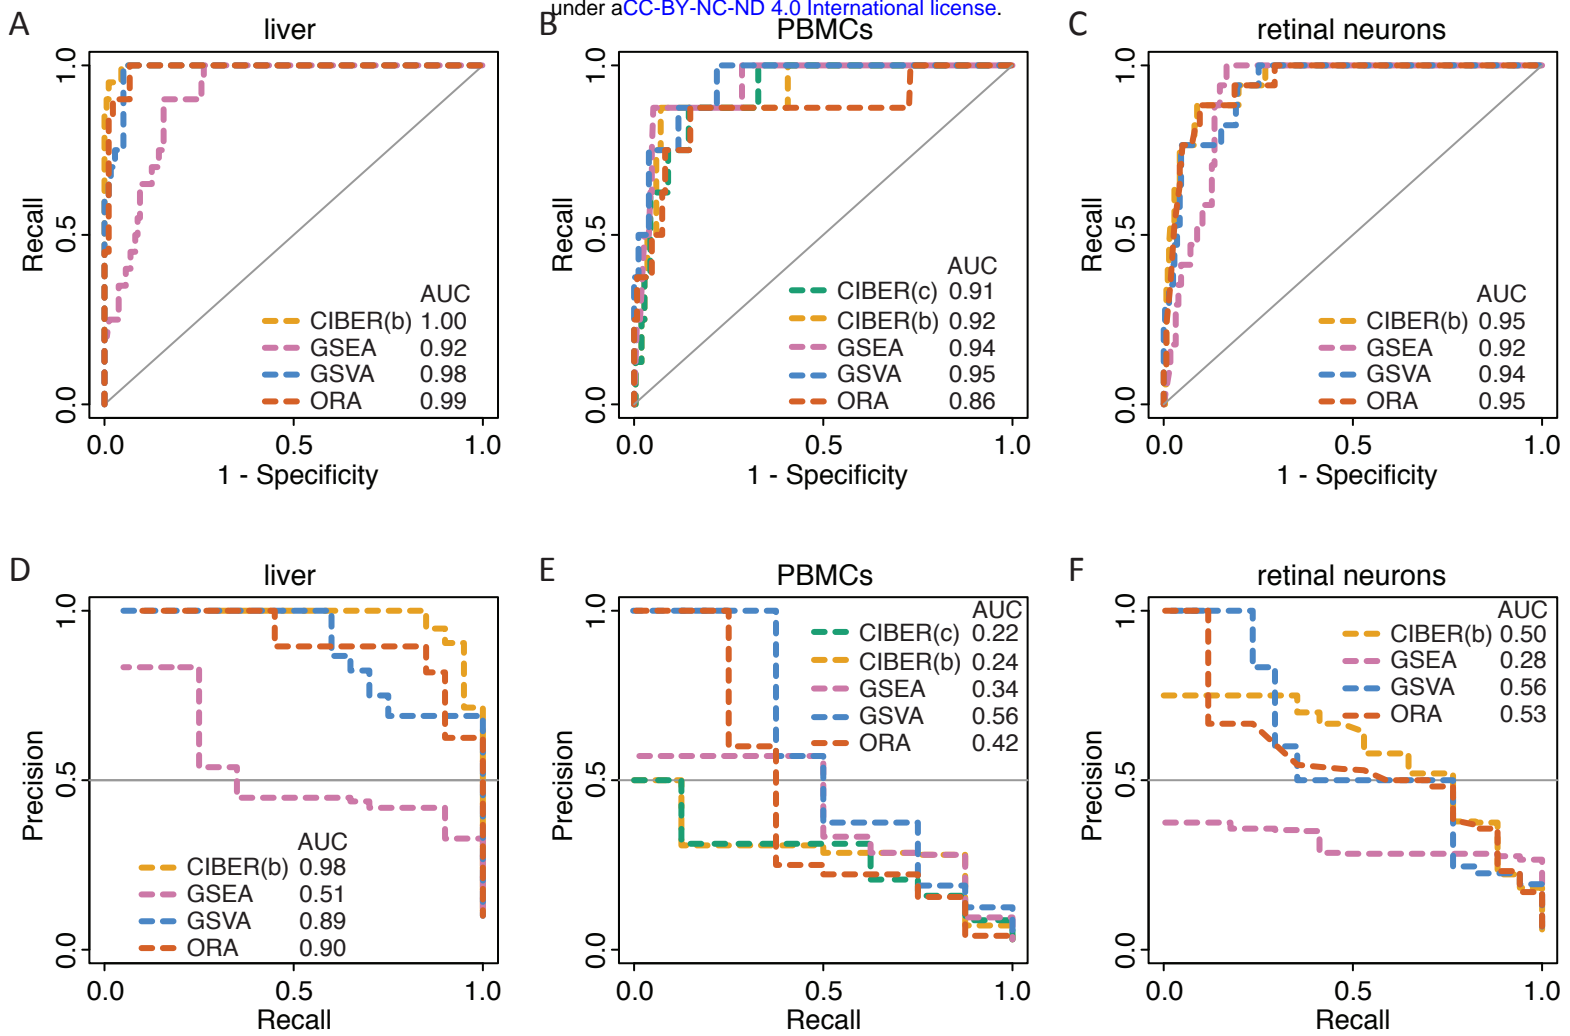 under aCC-BY-NC-ND 4.0 International license.
A
liver
1.0
0.5
0.0
Recall
AUC
CIBER(b) 1.00
GSEA 0.92
GSVA 0.98
ORA 0.99
0.0 0.5 1.0
1 - Specificity
B
PBMCs
1.0
0.5
0.0
Recall
AUC
CIBER(c) 0.91
CIBER(b) 0.92
GSEA 0.94
GSVA 0.95
ORA 0.86
0.0 0.5 1.0
1 - Specificity
C
retinal neurons
1.0
0.5
0.0
Recall
AUC
CIBER(b) 0.95
GSEA 0.92
GSVA 0.94
ORA 0.95
0.0 0.5 1.0
1 - Specificity
D
liver
1.0
0.5
0.0
Precision
AUC
CIBER(b) 0.98
GSEA 0.51
GSVA 0.89
ORA 0.90
0.0 0.5 1.0
Recall
E
PBMCs
1.0
0.5
0.0
Precision
AUC
CIBER(c) 0.22
CIBER(b) 0.24
GSEA 0.34
GSVA 0.56
ORA 0.42
0.0 0.5 1.0
Recall
F
retinal neurons
1.0
0.5
0.0
Precision
AUC
CIBER(b) 0.50
GSEA 0.28
GSVA 0.56
ORA 0.53
0.0 0.5 1.0
Recall